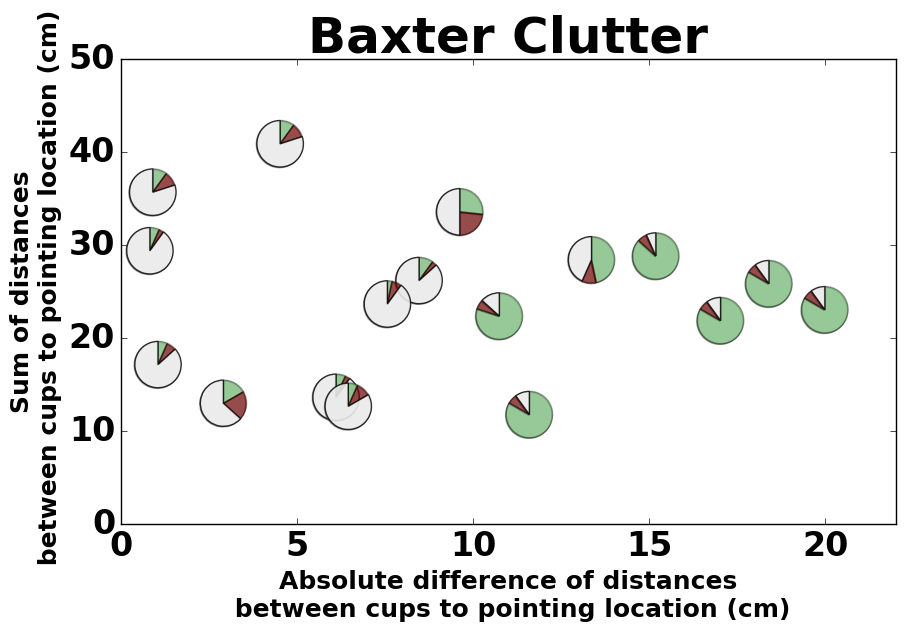 Baxter Clutter
Sum of distances
between cups to pointing location (cm)
50
40
30
20
10
0
0 5 10 15 20
Absolute difference of distances
between cups to pointing location (cm)